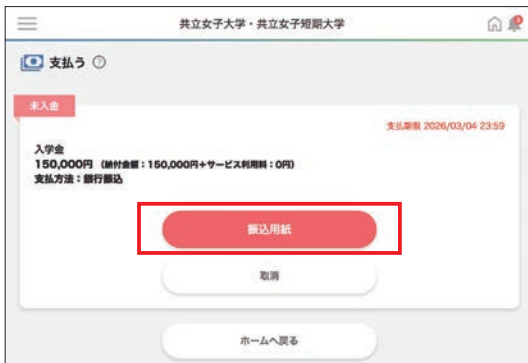 共立女子大学・共立女子短期大学
支払う ?
未入金
支払期限 2026/03/04 23:59
入学金
150,000円 (納付金額:150,000円+サービス利用料:0円)
支払方法:銀行振込
振込用紙
取消
ホームへ戻る